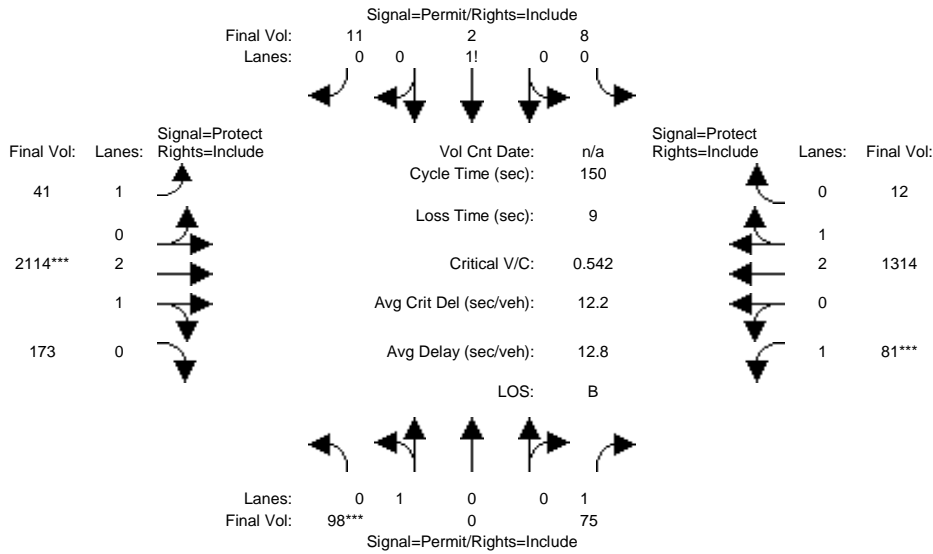 Signal=Permit/Rights=Include
Final Vol: 11 2 8
Lanes: 0 0 1! 0 0
Signal=Protect Signal=Protect
Final Vol: Lanes: Rights=Include Vol Cnt Date: n/a Rights=Include Lanes: Final Vol:
Cycle Time (sec): 150
41 1 0 12
Loss Time (sec): 9
0 1
2114*** 2 Critical V/C: 0.542 2 1314
1 Avg Crit Del (sec/veh): 12.2 0
173 0 Avg Delay (sec/veh): 12.8 1 81***
LOS: B
Lanes: 0 1 0 0 1
Final Vol: 98*** 0 75
Signal=Permit/Rights=Include